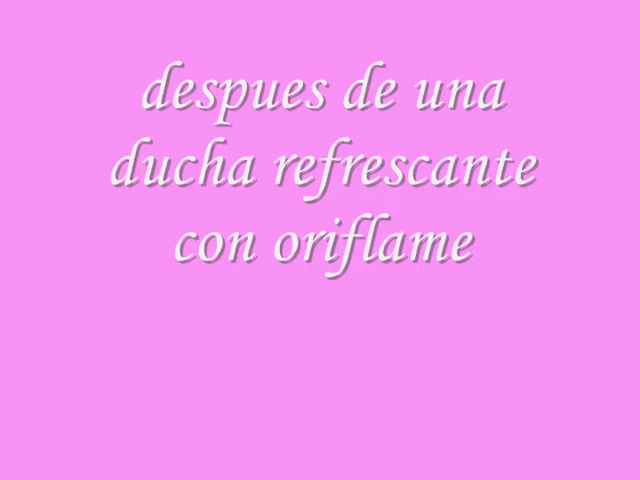 despues de una
ducha refrescante
con oriflame